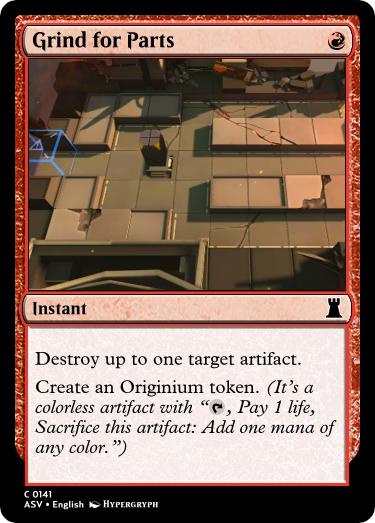 Grind for Parts
Instant
Destroy up to one target artifact.
Create an Originium token. (It's a
colorless artifact with “, Pay 1 life,
Sacrifice this artifact: Add one mana of
any color.”)
C 0141
ASV • English HYPERGRYPH